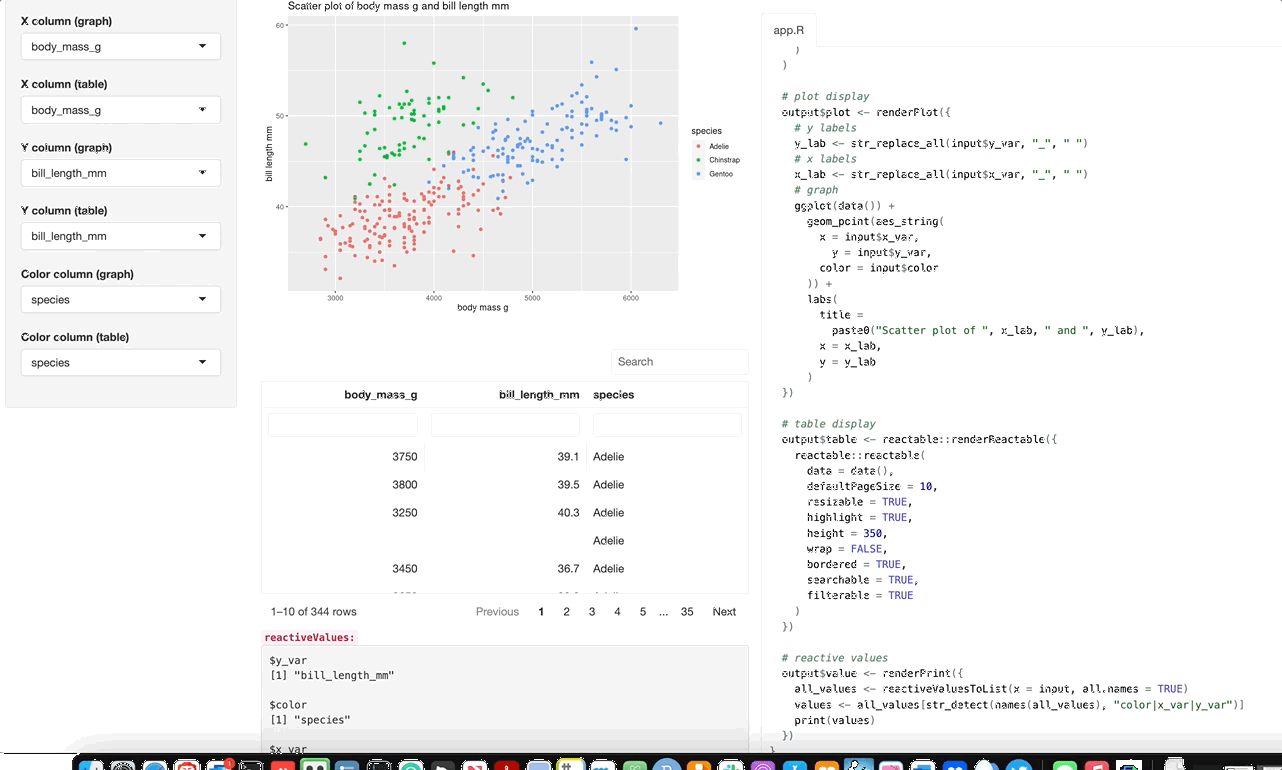 X column (graph)
body_mass_g
X column (table)
body_mass_g
Y column (graph)
bill_length_mm
Y column (table)
bill_length_mm
Color column (graph)
species
Color column (table)
species
Scatter plot of body mass g and bill length mm
60
50
40
bill length mm
3000
4000
5000
6000
body mass g
species
Adelie
Chinstrap
Gentoo
Search
body_mass_g bill_length_mm species
3750 39.1 Adelie
3800 39.5 Adelie
3250 40.3 Adelie
Adelie
3450 36.7 Adelie
1–10 of 344 rows Previous 1 2 3 4 5 ... 35 Next
reactiveValues:
$y_var
[1] "bill_length_mm"
$color
[1] "species"
$x_var
app.R
)
)
# plot display
output$plot <- renderPlot({
# y labels
y_lab <- str_replace_all(input$y_var, "_", " ")
# x labels
x_lab <- str_replace_all(input$x_var, "_", " ")
# graph
ggplot(data()) +
geom_point(aes_string(
x = input$x_var,
y = input$y_var,
color = input$color
)) +
labs(
title =
paste0("Scatter plot of ", x_lab, " and ", y_lab),
x = x_lab,
y = y_lab
)
})
# table display
output$table <- reactable::renderReactable({
reactable::reactable(
data = data(),
defaultPageSize = 10,
resizable = TRUE,
highlight = TRUE,
height = 350,
wrap = FALSE,
bordered = TRUE,
searchable = TRUE,
filterable = TRUE
)
})
# reactive values
output$value <- renderPrint({
all_values <- reactiveValuesToList(x = input, all.names = TRUE)
values <- all_values[str_detect(names(all_values), "color|x_var|y_var")]
print(values)
})
}